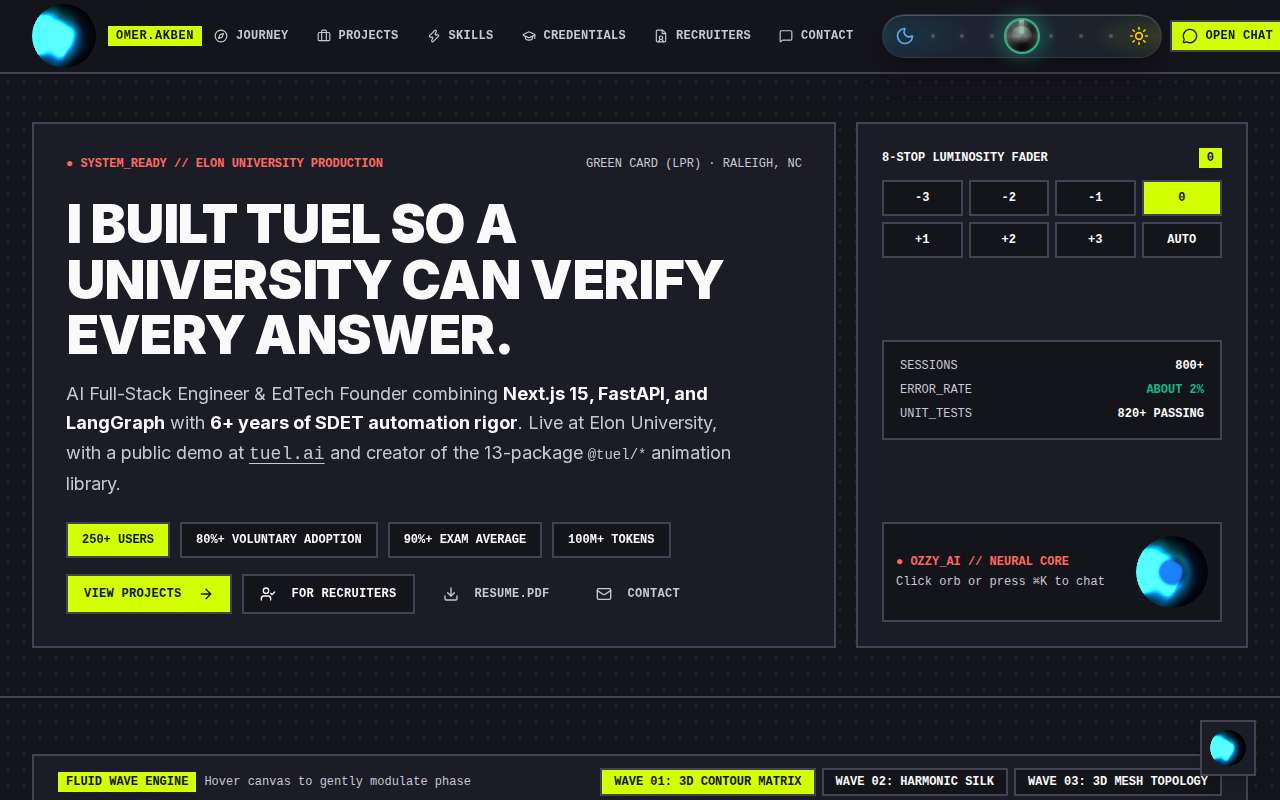 OMER.AKBEN JOURNEY PROJECTS SKILLS CREDENTIALS RECRUITERS CONTACT OPEN CHAT
● SYSTEM_READY // ELON UNIVERSITY PRODUCTION
GREEN CARD (LPR) · RALEIGH, NC
I BUILT TUEL SO A
UNIVERSITY CAN VERIFY
EVERY ANSWER.
AI Full-Stack Engineer & EdTech Founder combining Next.js 15, FastAPI, and
LangGraph with 6+ years of SDET automation rigor. Live at Elon University,
with a public demo at tuel.ai and creator of the 13-package @tuel/* animation
library.
250+ USERS 80%+ VOLUNTARY ADOPTION 90%+ EXAM AVERAGE 100M+ TOKENS
VIEW PROJECTS FOR RECRUITERS RESUME.PDF CONTACT
8-STOP LUMINOSITY FADER 0
-3 -2 -1 0
+1 +2 +3 AUTO
SESSIONS 800+
ERROR_RATE ABOUT 2%
UNIT_TESTS 820+ PASSING
● OZZY_AI // NEURAL CORE
Click orb or press ⌘K to chat
FLUID WAVE ENGINE Hover canvas to gently modulate phase
WAVE 01: 3D CONTOUR MATRIX WAVE 02: HARMONIC SILK WAVE 03: 3D MESH TOPOLOGY